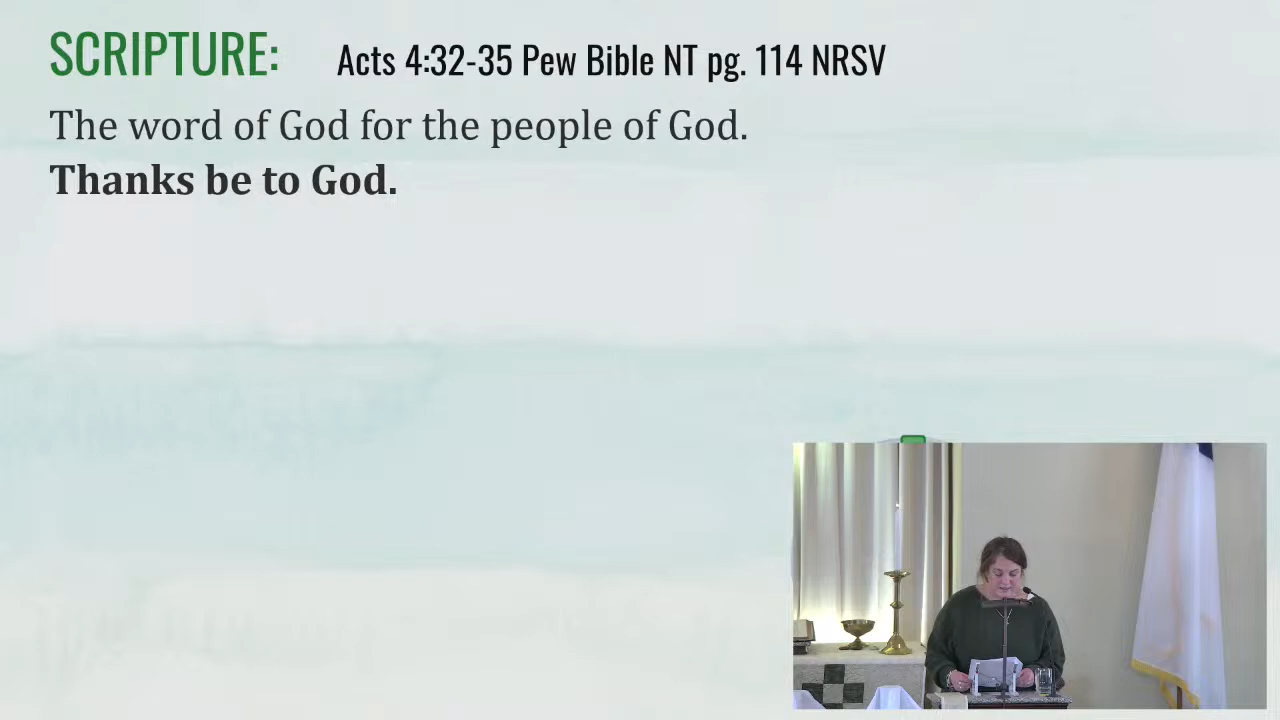 SCRIPTURE: Acts 4:32-35 Pew Bible NT pg. 114 NRSV
The word of God for the people of God.
Thanks be to God.